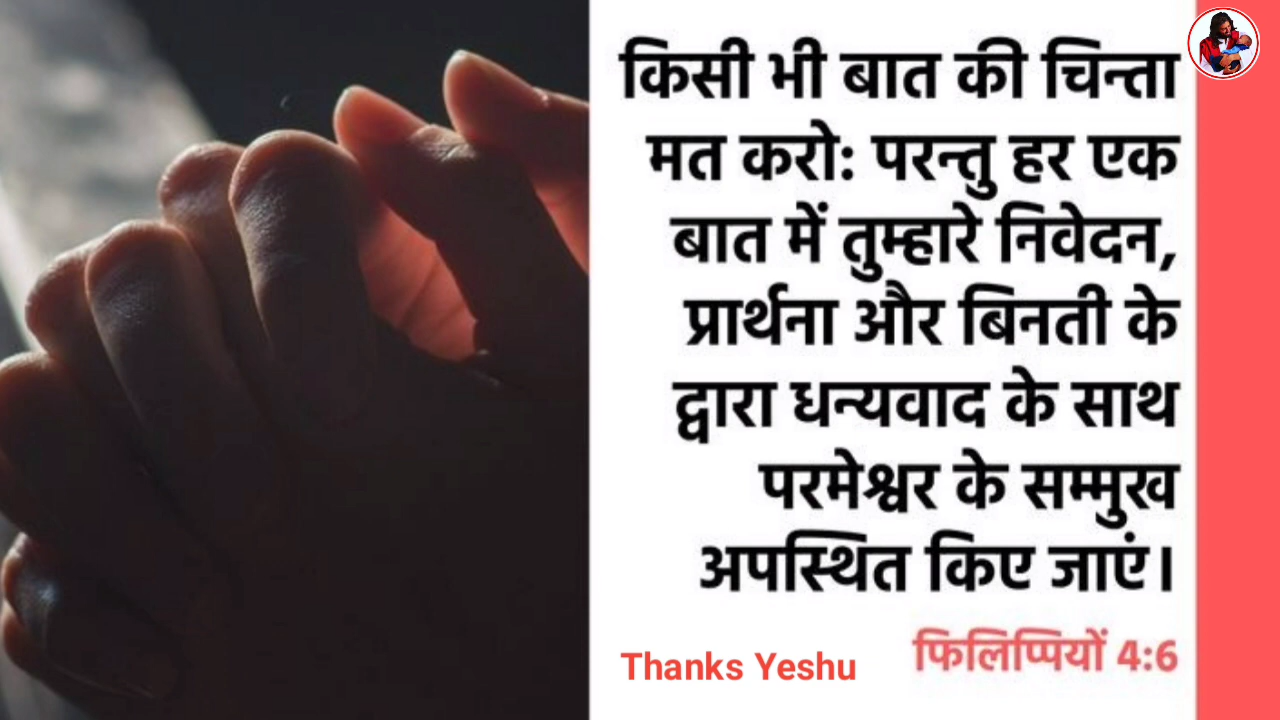 किसी भी बात की चिन्ता
मत करो: परन्तु हर एक
बात में तुम्हारे निवेदन,
प्रार्थना और बिनती के
द्वारा धन्यवाद के साथ
परमेश्वर के सम्मुख
अपस्थित किए जाएं।
फिलिप्पियों 4:6
Thanks Yeshu